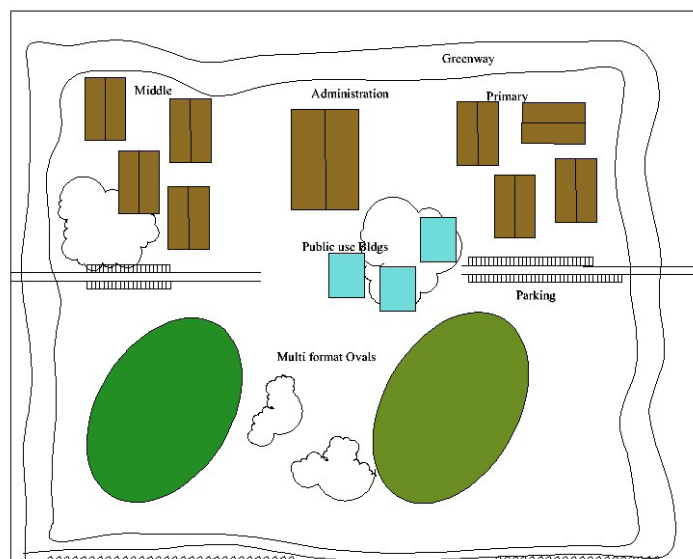 Greenway
Middle
Administration
Primary
Public use Bldgs
Parking
Multi format Ovals